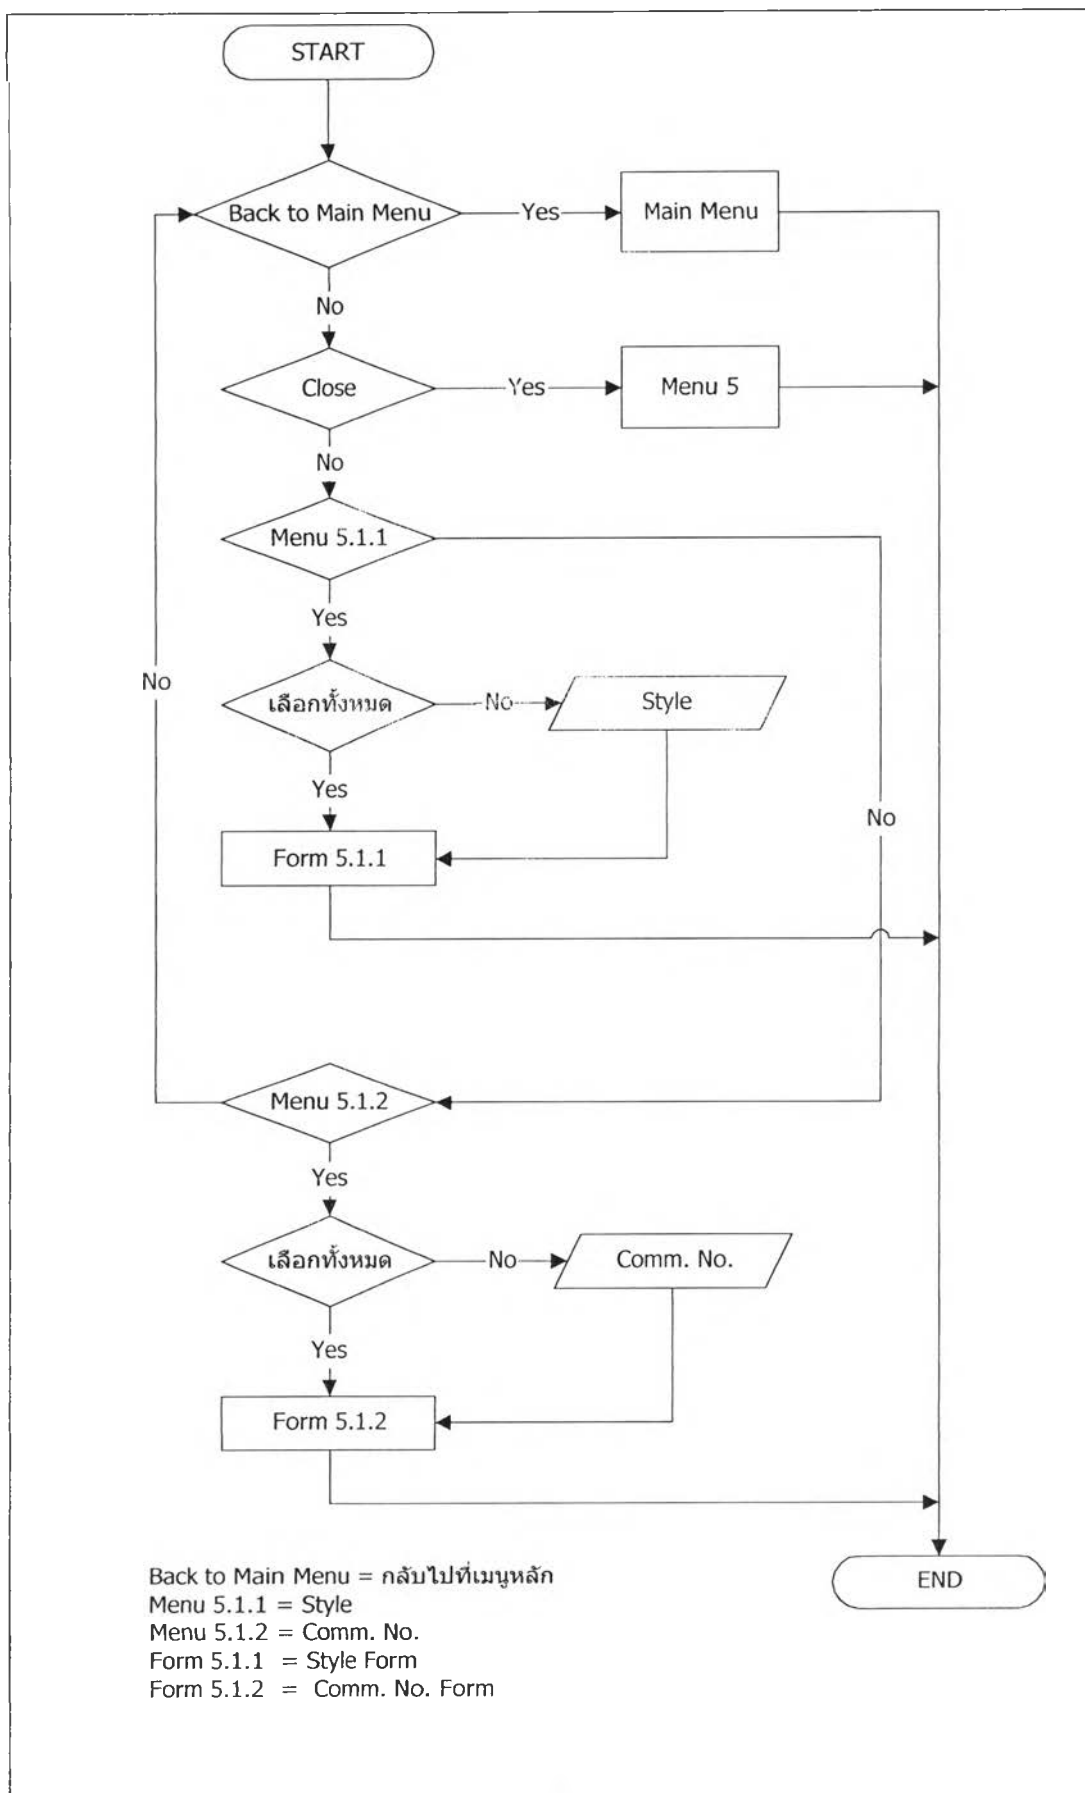 START
Back to Main Menu
Yes
Main Menu
No
Close
Yes
Menu 5
No
Menu 5.1.1
Yes
No
เลือกทั้งหมด
No
Style
Yes
No
Form 5.1.1
Menu 5.1.2
Yes
เลือกทั้งหมด
No
Comm. No.
Yes
Form 5.1.2
END
Back to Main Menu = กลับไปที่เมนูหลัก
Menu 5.1.1 = Style
Menu 5.1.2 = Comm. No.
Form 5.1.1 = Style Form
Form 5.1.2 = Comm. No. Form